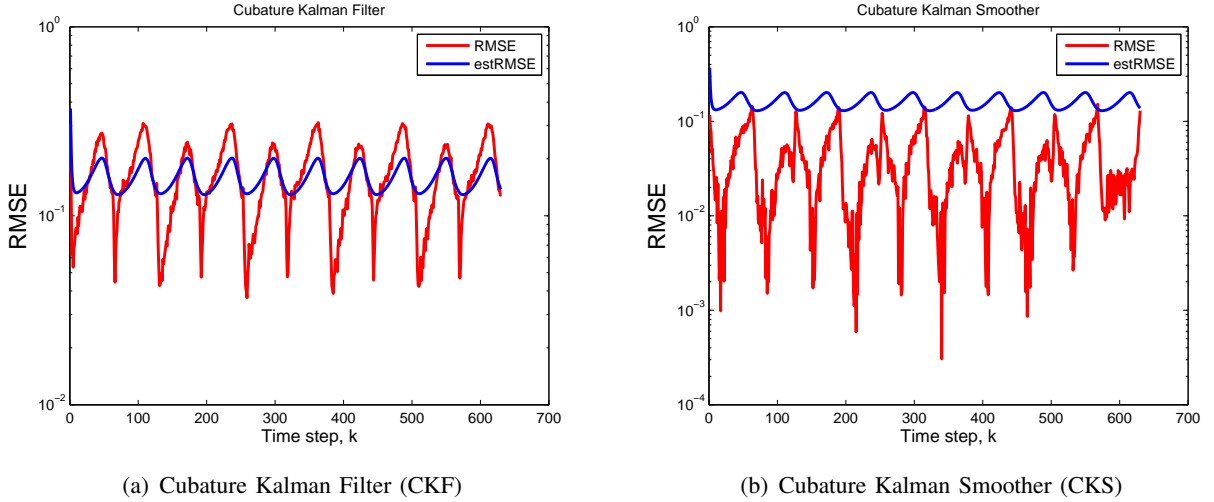 Cubature Kalman Filter
10^0
RMSE
estRMSE
RMSE
10^-1
10^-2
0 100 200 300 400 500 600 700
Time step, k
(a) Cubature Kalman Filter (CKF)
Cubature Kalman Smoother
10^0
RMSE
estRMSE
10^-1
RMSE
10^-2
10^-3
10^-4
0 100 200 300 400 500 600 700
Time step, k
(b) Cubature Kalman Smoother (CKS)